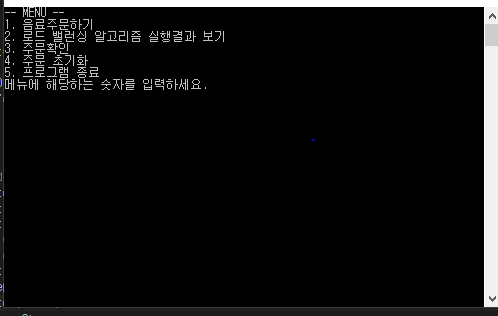 -- MENU --
1. 음료주문하기
2. 로드 밸런싱 알고리즘 실행결과 보기
3. 주문확인
4. 주문 초기화
5. 프로그램 종료
메뉴에 해당하는 숫자를 입력하세요.